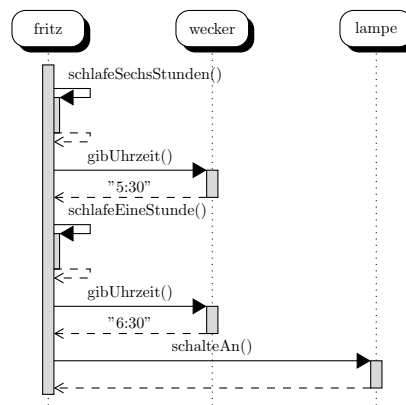 fritz wecker lampe
schlafeSechsStunden()
gibUhrzeit()
"5:30"
schlafeEineStunde()
gibUhrzeit()
"6:30"
schalteAn()